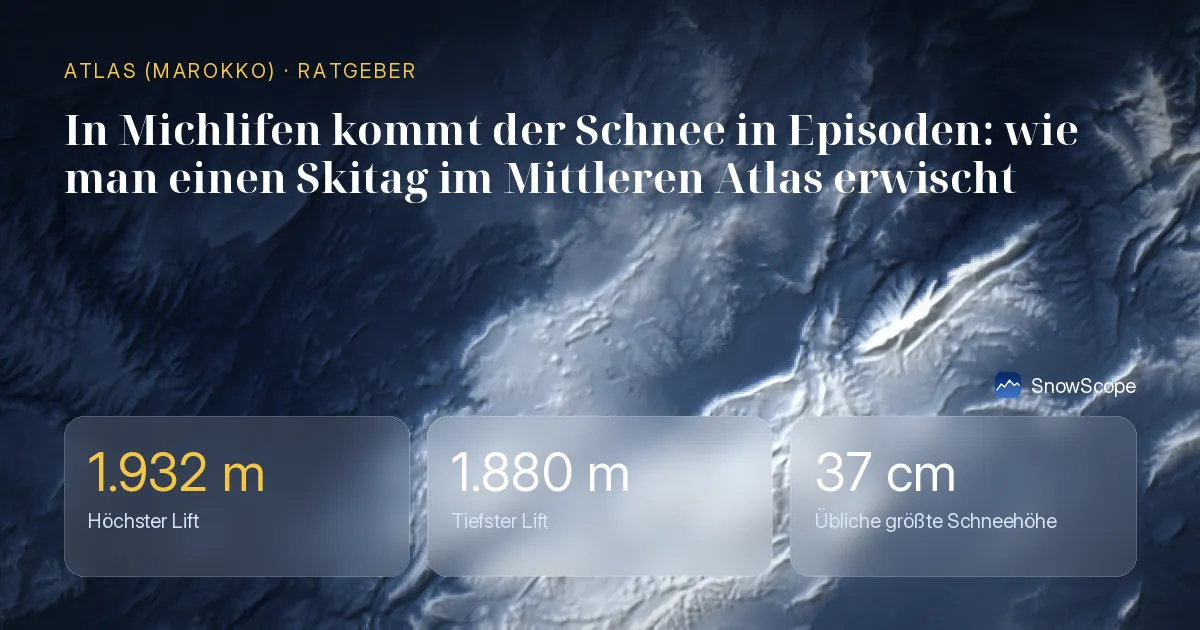 ATLAS (MAROKKO) · RATGEBER
In Michlifen kommt der Schnee in Episoden: wie
man einen Skitag im Mittleren Atlas erwischt
SnowScope
1.932 m
Höchster Lift
1.880 m
Tiefster Lift
37 cm
Übliche größte Schneehöhe